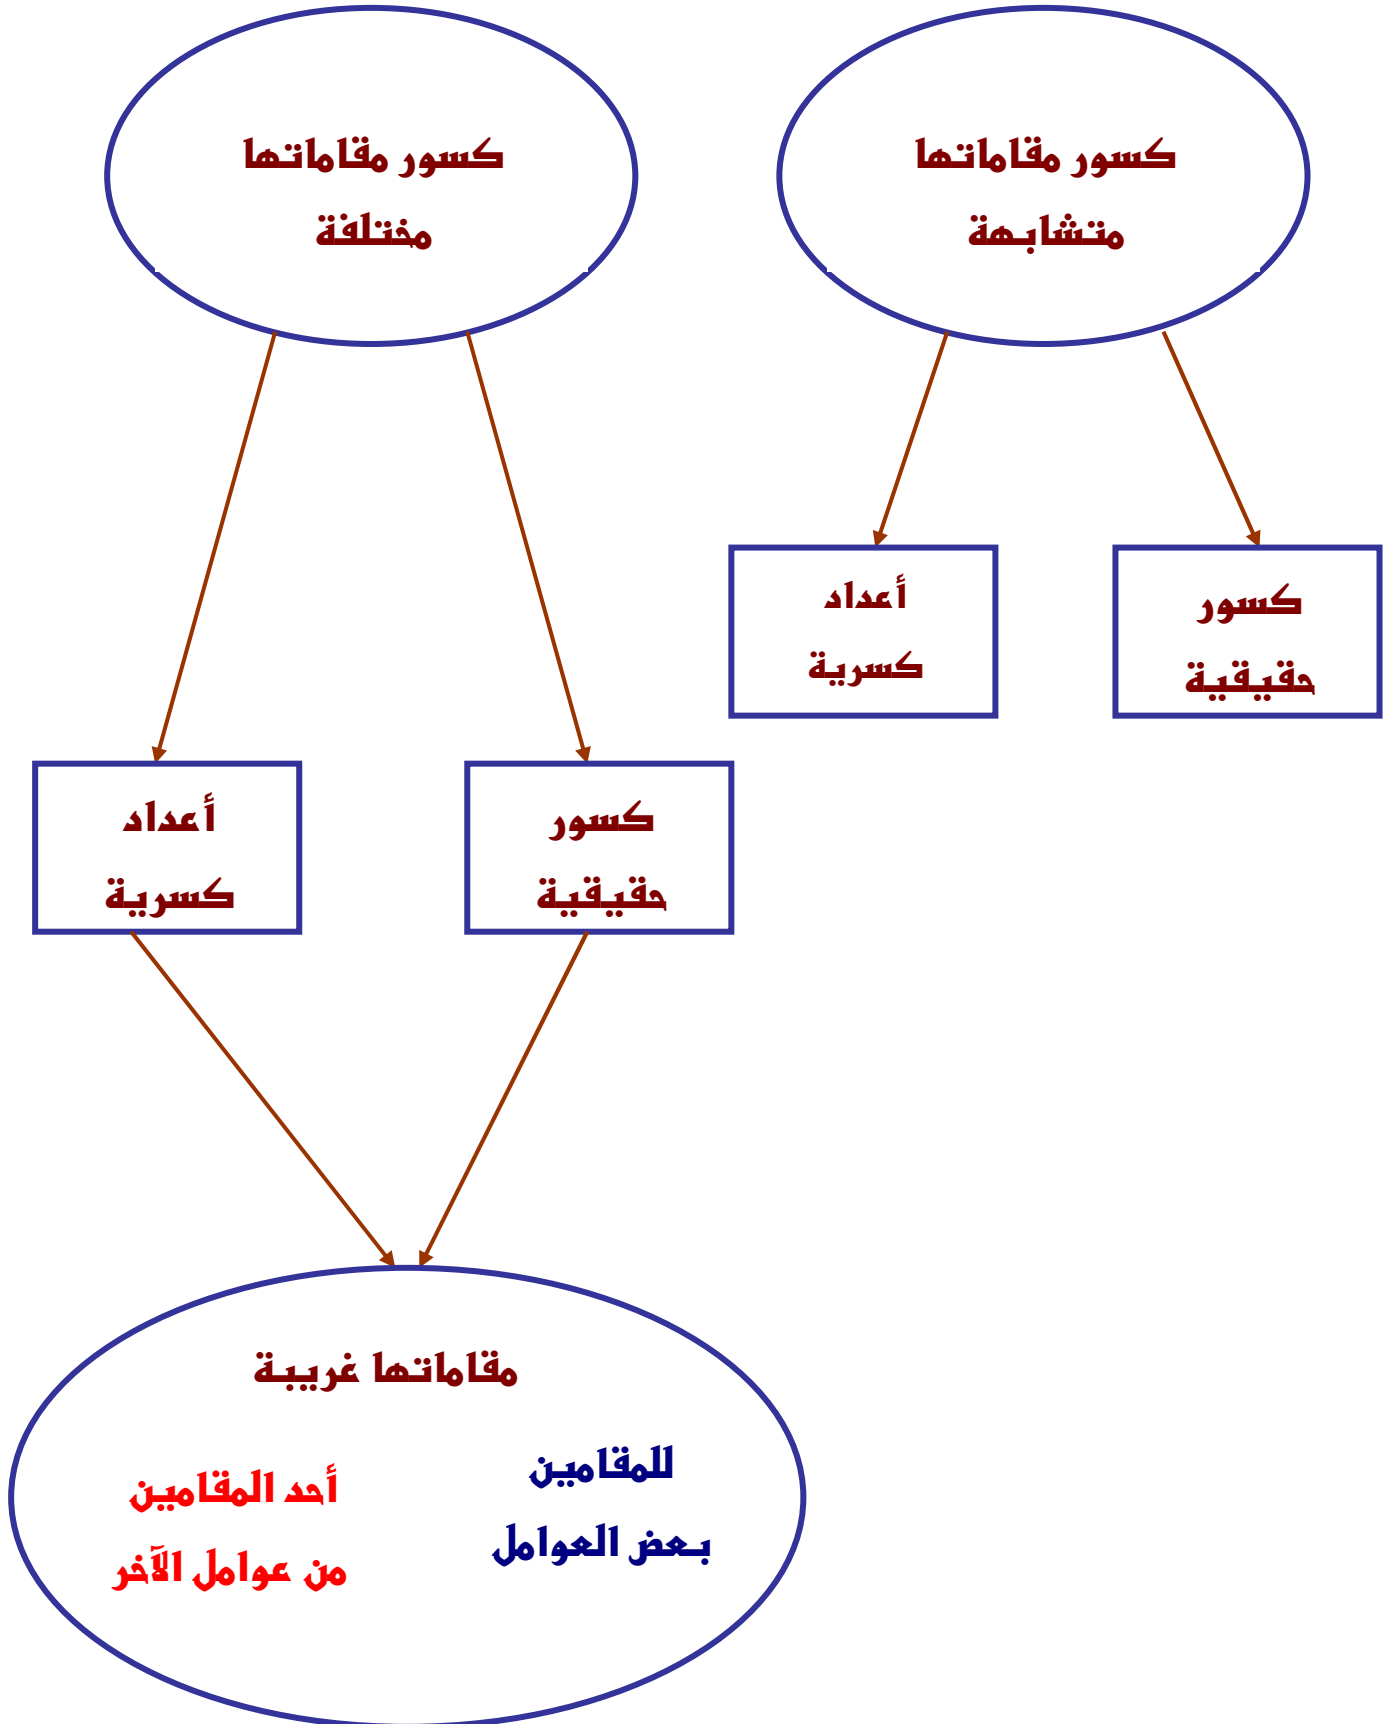 كسور مقاماتها
متشابهة
كسور مقاماتها
مختلفة
كسور
حقيقية
أعداد
كسرية
كسور
حقيقية
أعداد
كسرية
مقاماتها غريبة
للمقامين
بعض العوامل
أحد المقامين
من عوامل الآخر